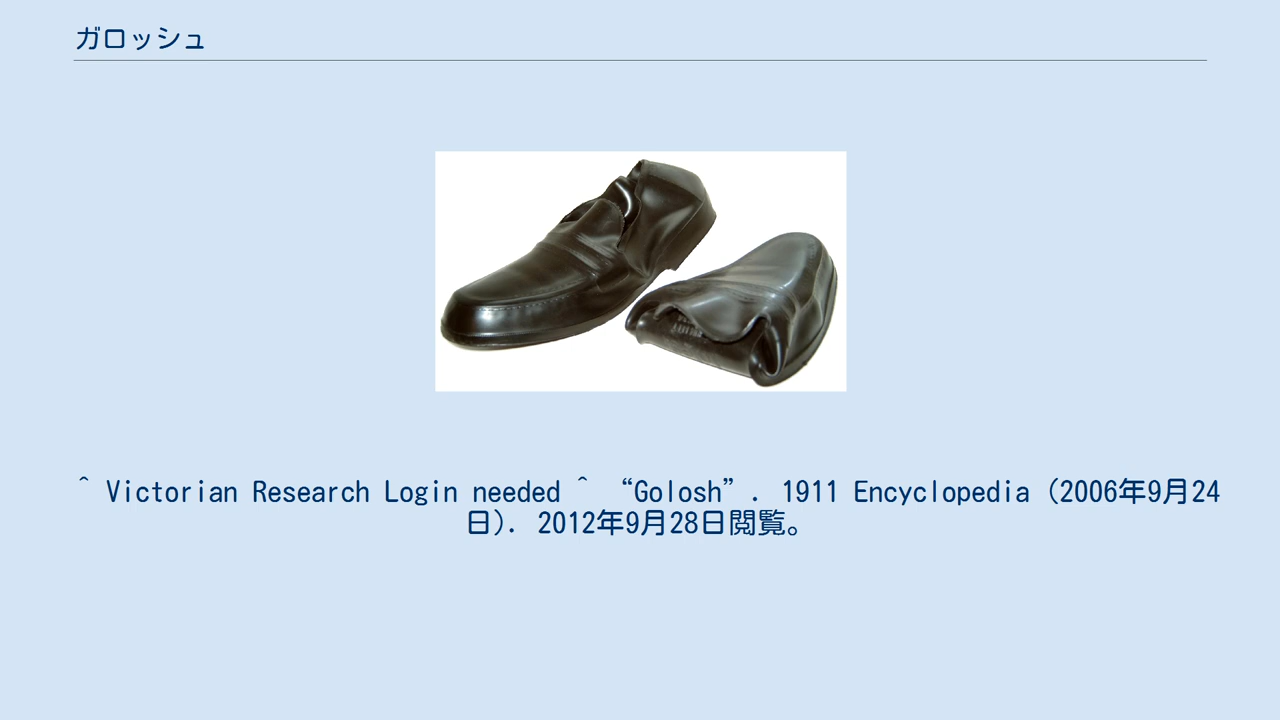 ガロッシュ
^ Victorian Research Login needed ^ “Golosh”. 1911 Encyclopedia (2006年9月24
日). 2012年9月28日閲覧。